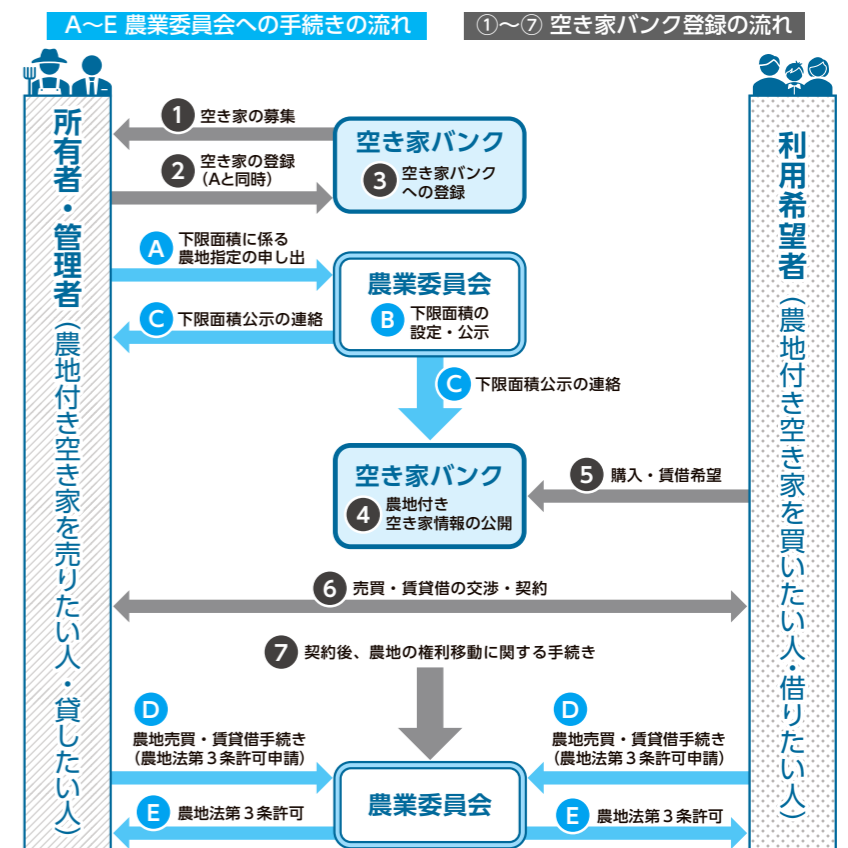 A～E 農業委員会への手続きの流れ
①～⑦ 空き家バンク登録の流れ
所有者・管理者（農地付き空き家を売りたい人・貸したい人）
利用希望者（農地付き空き家を買いたい人・借りたい人）
1 空き家の募集
2 空き家の登録
（Aと同時）
空き家バンク
3 空き家バンク
への登録
A 下限面積に係る
農地指定の申し出
農業委員会
B 下限面積の
設定・公示
C 下限面積公示の連絡
C 下限面積公示の連絡
空き家バンク
4 農地付き
空き家情報の公開
5 購入・賃借希望
6 売買・賃貸借の交渉・契約
7 契約後、農地の権利移動に関する手続き
D
農地売買・賃貸借手続き
（農地法第３条許可申請）
D
農地売買・賃貸借手続き
（農地法第３条許可申請）
農業委員会
E 農地法第３条許可
E 農地法第３条許可